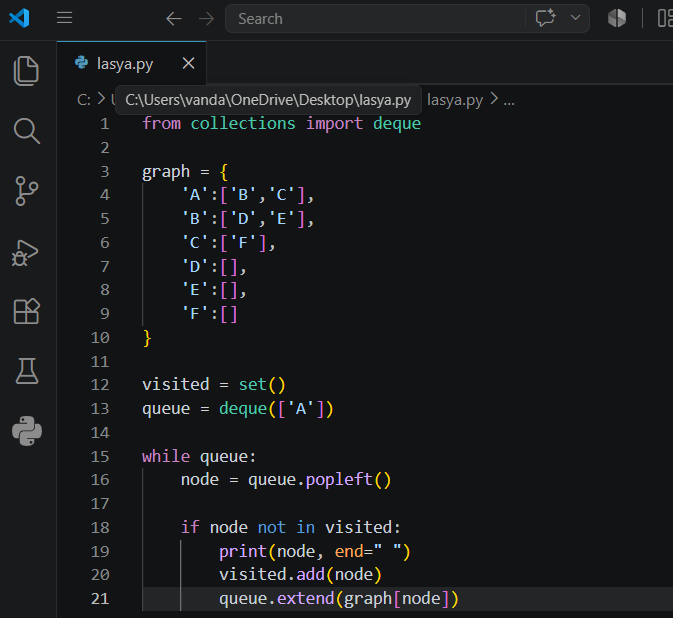 Search
lasya.py
C:
C:\Users\vanda\OneDrive\Desktop\lasya.py
lasya.py
...
1 from collections import deque
2
3 graph = {
4     'A':['B','C'],
5     'B':['D','E'],
6     'C':['F'],
7     'D':[],
8     'E':[],
9     'F':[]
10 }
11
12 visited = set()
13 queue = deque(['A'])
14
15 while queue:
16     node = queue.popleft()
17
18     if node not in visited:
19         print(node, end=" ")
20         visited.add(node)
21         queue.extend(graph[node])